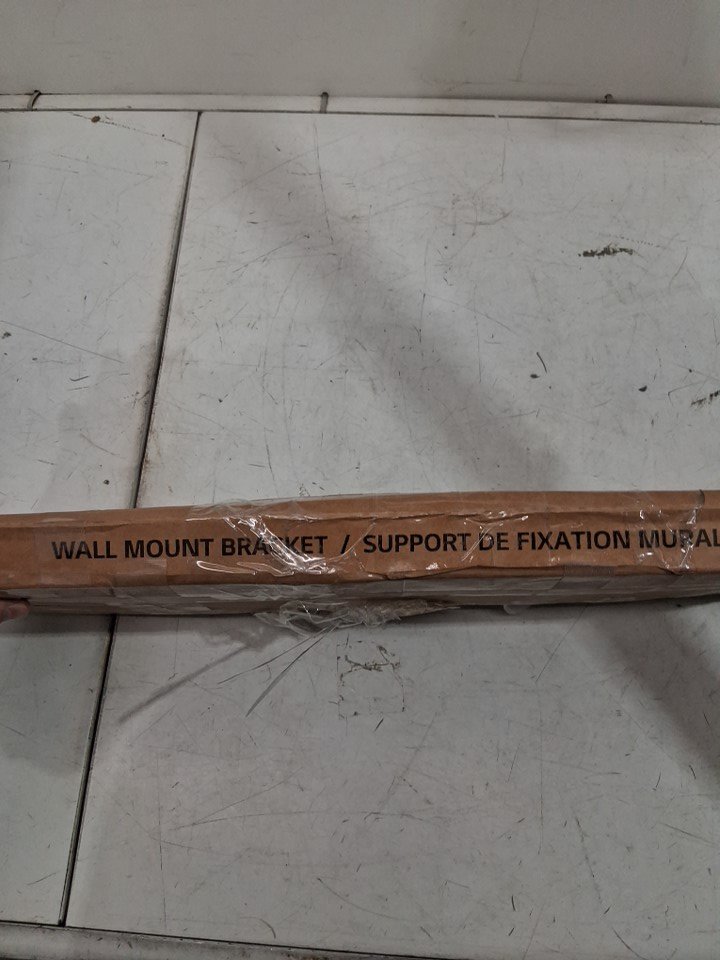 WALL MOUNT BRACKET / SUPPORT DE FIXATION MURAL